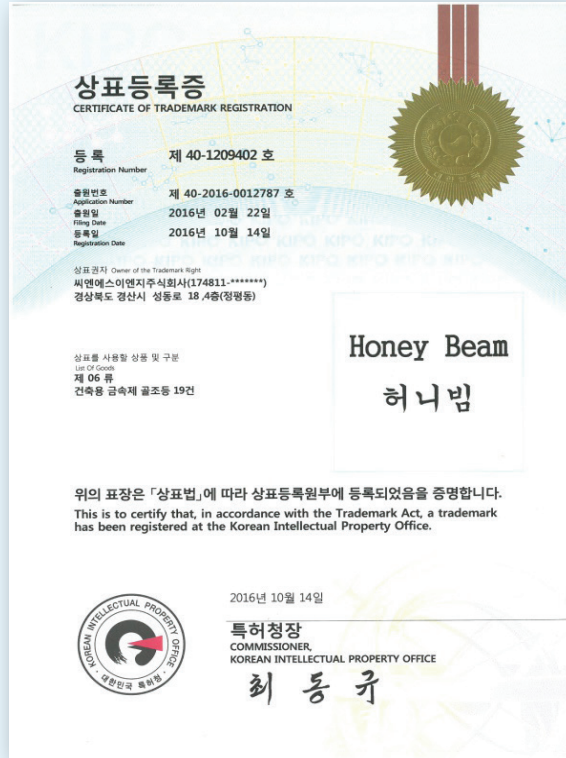 상표등록증
CERTIFICATE OF TRADEMARK REGISTRATION
등 록 제 40-1209402 호
Registration Number
출원번호 제 40-2016-0012787 호
Application Number
출원일 2016년 02월 22일
Filing Date
등록일 2016년 10월 14일
Registration Date
상표권자 Owner of the Trademark Right
씨엔에스이엔지주식회사(174811-*******)
경상북도 경산시 성동로 18 ,4층(정평동)
상표를 사용할 상품 및 구분
List Of Goods
제 06 류
건축용 금속제 골조등 19건
Honey Beam
허니빔
위의 표장은 「상표법」에 따라 상표등록원부에 등록되었음을 증명합니다.
This is to certify that, in accordance with the Trademark Act, a trademark
has been registered at the Korean Intellectual Property Office.
2016년 10월 14일
특허청장
COMMISSIONER,
KOREAN INTELLECTUAL PROPERTY OFFICE
최 동 규
KOREAN INTELLECTUAL PROPERTY OFFICE
대한민국 특허청
KIPO
KIPO KIPO KIPO KIPO